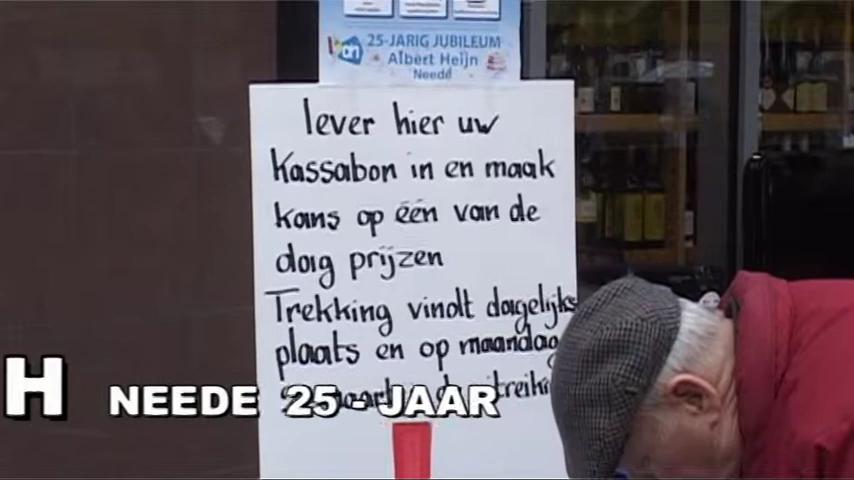 25-JARIG JUBILEUM
Albert Heijn
Neede
lever hier uw
kassabon in en maak
kans op één van de
dag prijzen
Trekking vindt dagelijks
plaats en op maandag
H NEEDE 25 - JAAR